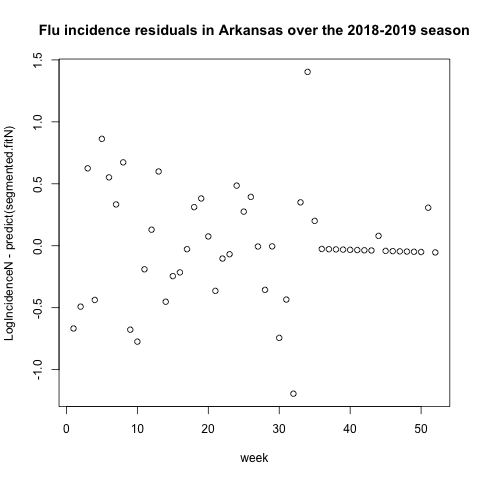 Flu incidence residuals in Arkansas over the 2018-2019 season
LogIncidenceN - predict(segmented.fitN)
1.5
1.0
0.5
0.0
-0.5
-1.0
0 10 20 30 40 50
week